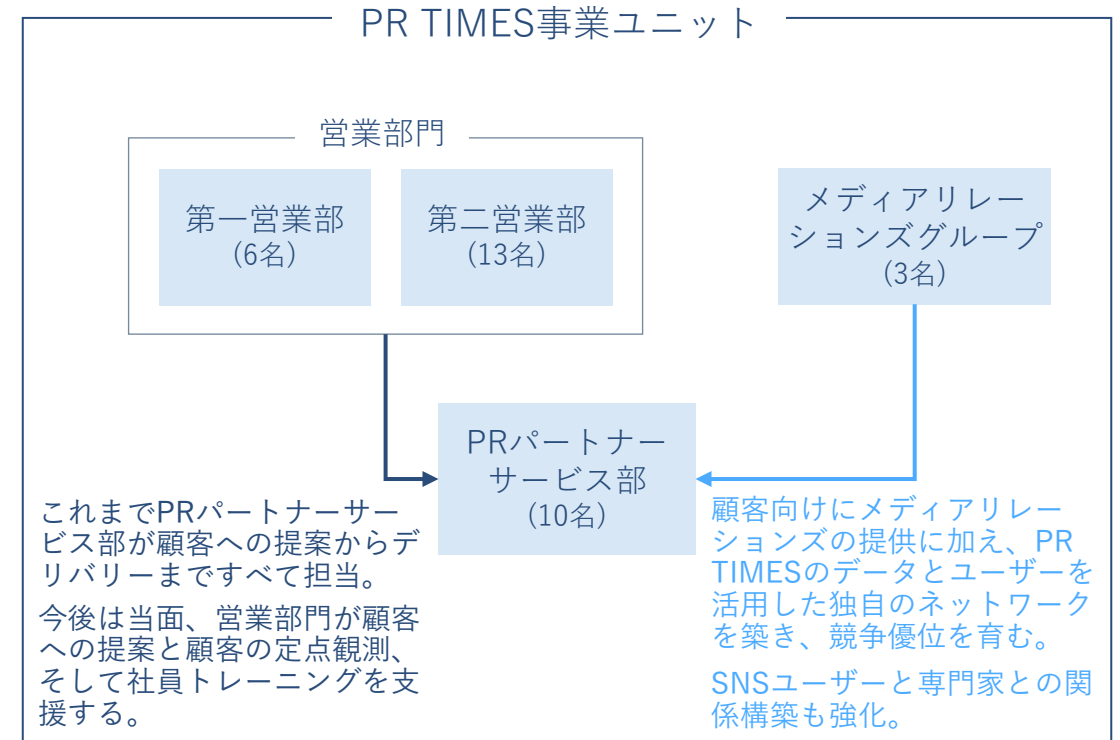 PR TIMES事業ユニット
営業部門
第一営業部
(6名)
第二営業部
(13名)
メディアリレー
ションズグループ
(3名)
PRパートナー
サービス部
(10名)
これまでPRパートナーサー
ビス部が顧客への提案からデ
リバリーまですべて担当。
今後は当面、営業部門が顧客
への提案と顧客の定点観測、
そして社員トレーニングを支
援する。
顧客向けにメディアリレー
ションズの提供に加え、PR
TIMESのデータとユーザーを
活用した独自のネットワーク
を築き、競争優位を育む。
SNSユーザーと専門家との関
係構築も強化。